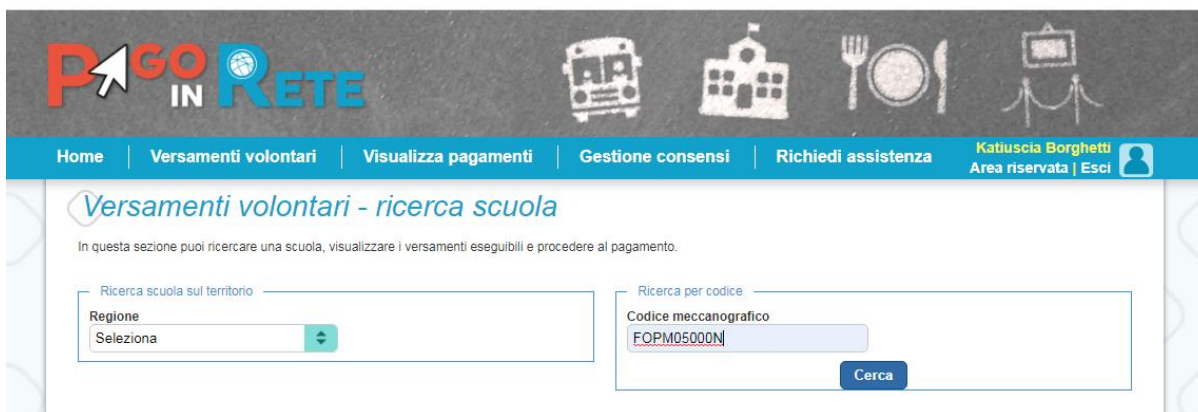 PAGO
IN RETE
Home Versamenti volontari Visualizza pagamenti Gestione consensi Richiedi assistenza Katiuscia Borghetti
Area riservata | Esci
Versamenti volontari - ricerca scuola
In questa sezione puoi ricercare una scuola, visualizzare i versamenti eseguibili e procedere al pagamento.
Ricerca scuola sul territorio
Regione
Seleziona
Ricerca per codice
Codice meccanografico
FOPM05000N
Cerca